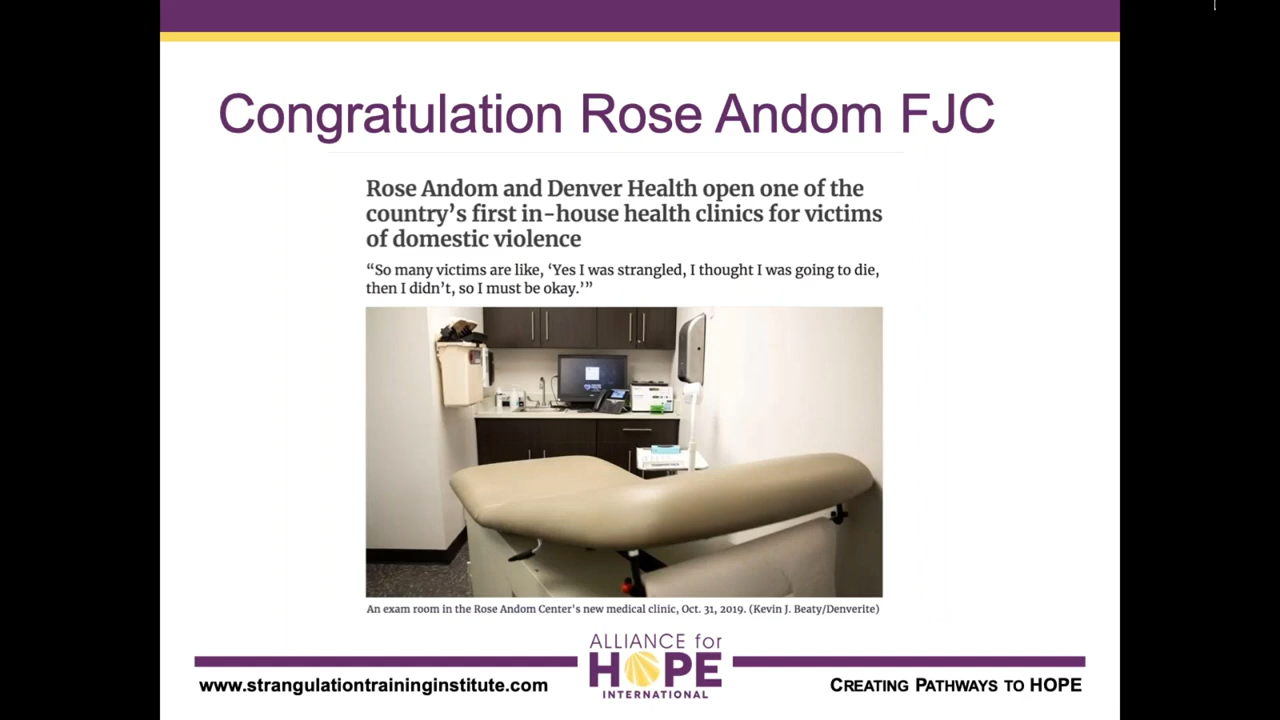 Congratulation Rose Andom FJC
Rose Andom and Denver Health open one of the
country’s first in-house health clinics for victims
of domestic violence
“So many victims are like, ‘Yes I was strangled, I thought I was going to die,
then I didn’t, so I must be okay.’”
An exam room in the Rose Andom Center's new medical clinic, Oct. 31, 2019. (Kevin J. Beaty/Denverite)
ALLIANCE for
HOPE
INTERNATIONAL
www.strangulationtraininginstitute.com
CREATING PATHWAYS TO HOPE